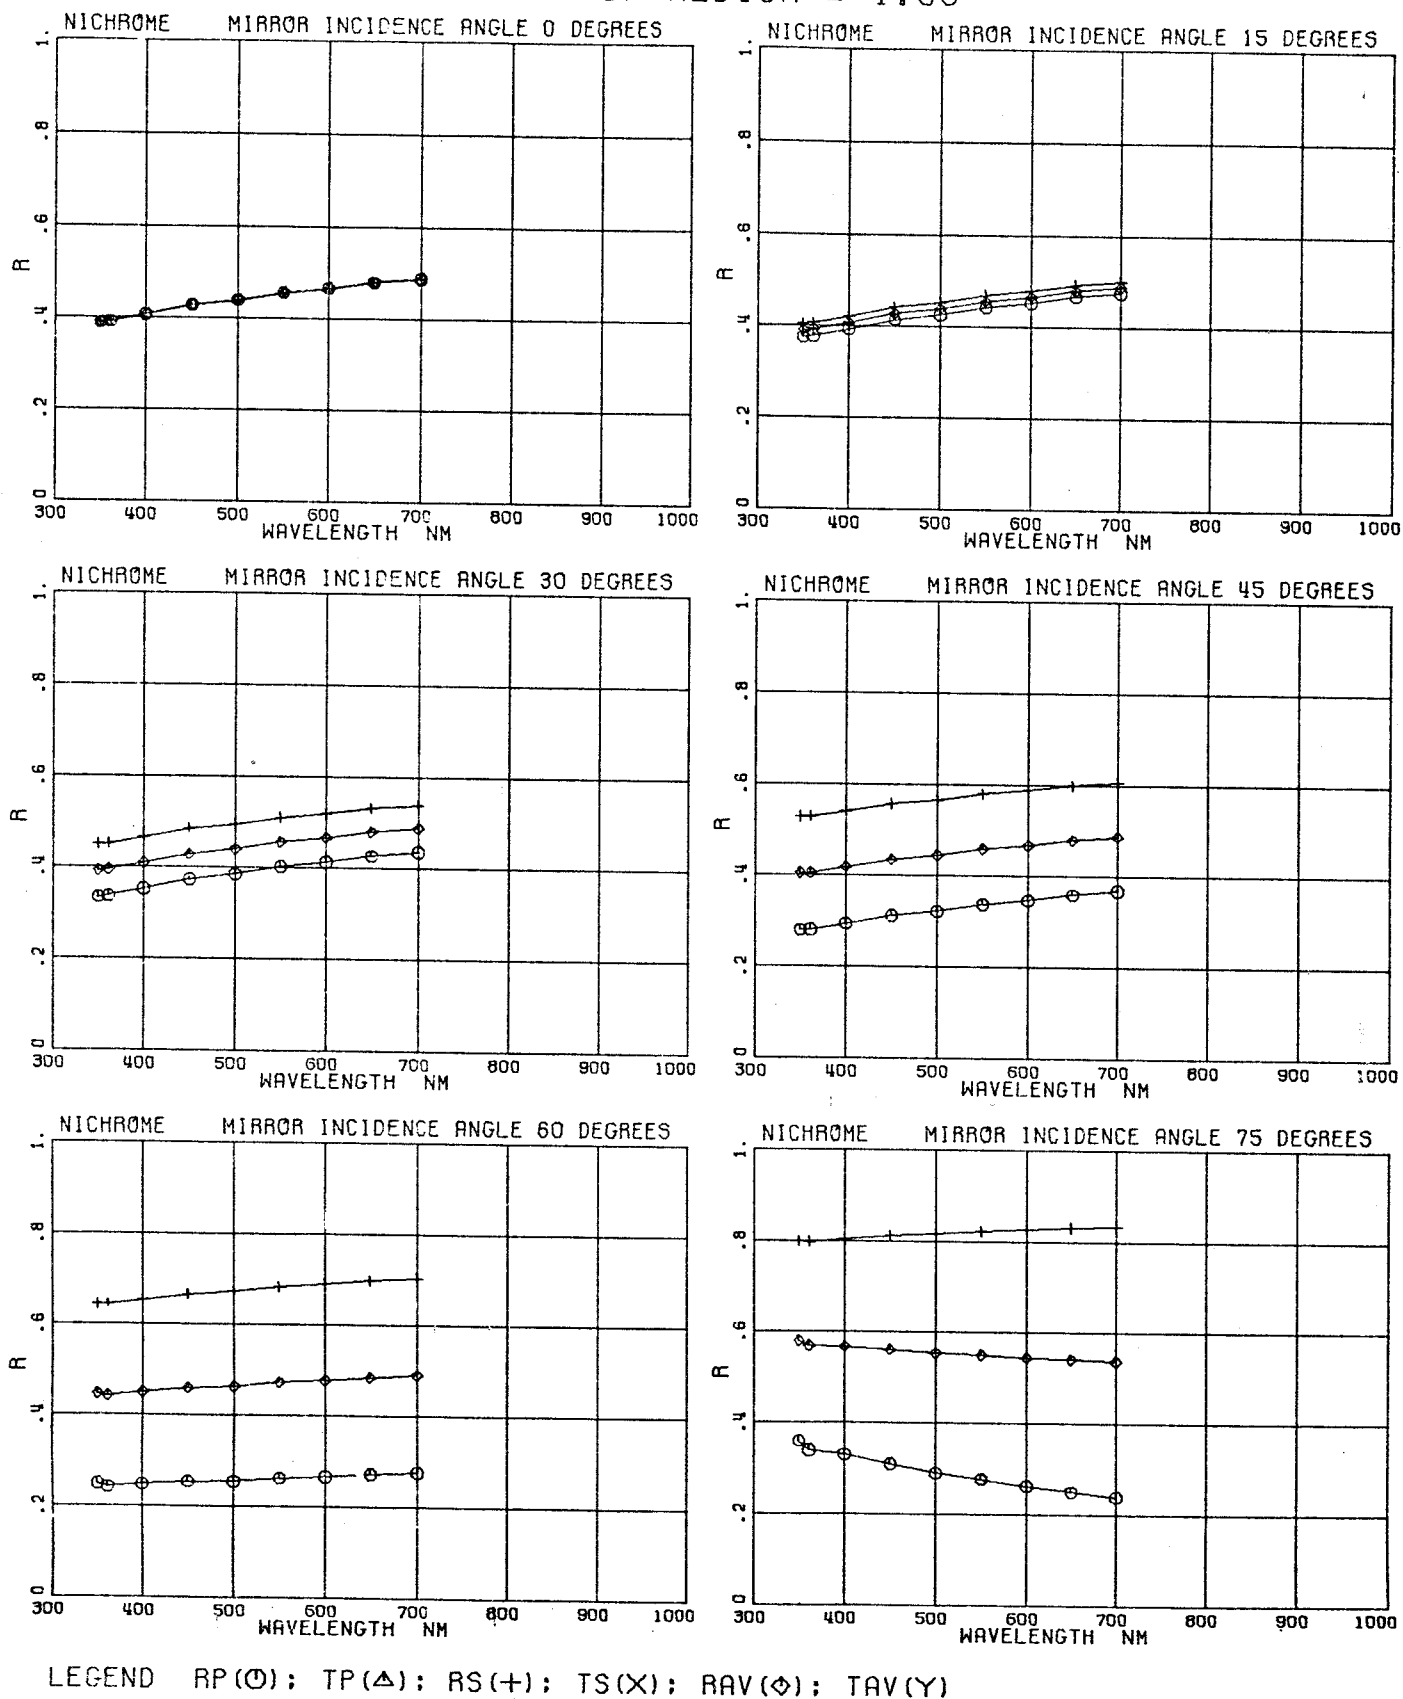 NICHROME MIRROR INCIDENCE ANGLE 0 DEGREES
1.
.8
.6
R
.4
.2
0
300 400 500 600 700 800 900 1000
WAVELENGTH NM
NICHROME MIRROR INCIDENCE ANGLE 15 DEGREES
1.
.8
.6
R
.4
.2
0
300 400 500 600 700 800 900 1000
WAVELENGTH NM
NICHROME MIRROR INCIDENCE ANGLE 30 DEGREES
1.
.8
.6
R
.4
.2
0
300 400 500 600 700 800 900 1000
WAVELENGTH NM
NICHROME MIRROR INCIDENCE ANGLE 45 DEGREES
1.
.8
.6
R
.4
.2
0
300 400 500 600 700 800 900 1000
WAVELENGTH NM
NICHROME MIRROR INCIDENCE ANGLE 60 DEGREES
1.
.8
.6
R
.4
.2
0
300 400 500 600 700 800 900 1000
WAVELENGTH NM
NICHROME MIRROR INCIDENCE ANGLE 75 DEGREES
1.
.8
.6
R
.4
.2
0
300 400 500 600 700 800 900 1000
WAVELENGTH NM
LEGEND RP(⏀); TP(△); RS(+); TS(X); RAV(◇); TAV(Y)